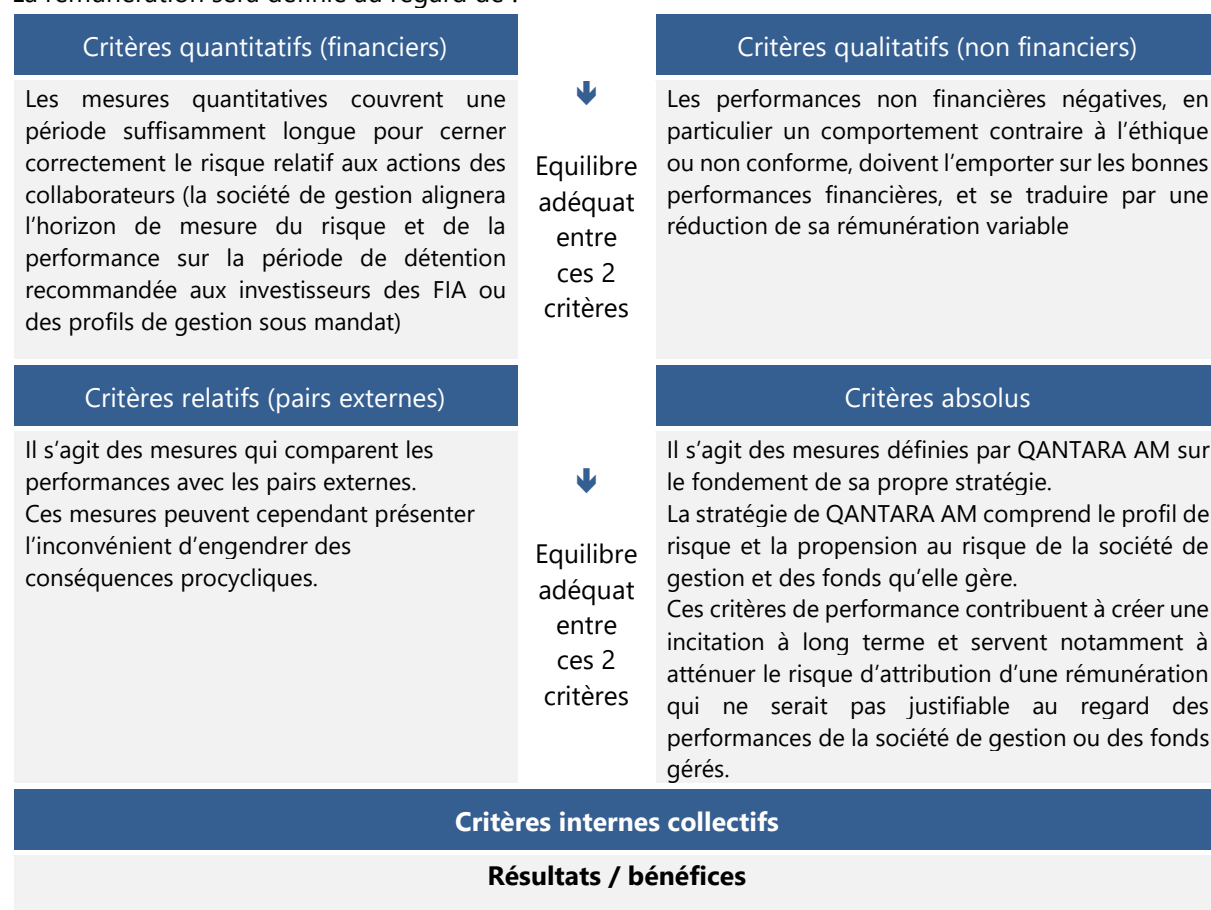 La rémunération sera définie au regard de :
Critères quantitatifs (financiers)
Les mesures quantitatives couvrent une
période suffisamment longue pour cerner
correctement le risque relatif aux actions des
collaborateurs (la société de gestion alignera
l’horizon de mesure du risque et de la
performance sur la période de détention
recommandée aux investisseurs des FIA ou
des profils de gestion sous mandat)
Equilibre
adéquat
entre
ces 2
critères
Critères qualitatifs (non financiers)
Les performances non financières négatives, en
particulier un comportement contraire à l’éthique
ou non conforme, doivent l’emporter sur les bonnes
performances financières, et se traduire par une
réduction de sa rémunération variable
Critères relatifs (pairs externes)
Il s’agit des mesures qui comparent les
performances avec les pairs externes.
Ces mesures peuvent cependant présenter
l’inconvénient d’engendrer des
conséquences procycliques.
Equilibre
adéquat
entre
ces 2
critères
Critères absolus
Il s’agit des mesures définies par QANTARA AM sur
le fondement de sa propre stratégie.
La stratégie de QANTARA AM comprend le profil de
risque et la propension au risque de la société de
gestion et des fonds qu’elle gère.
Ces critères de performance contribuent à créer une
incitation à long terme et servent notamment à
atténuer le risque d’attribution d’une rémunération
qui ne serait pas justifiable au regard des
performances de la société de gestion ou des fonds
gérés.
Critères internes collectifs
Résultats / bénéfices